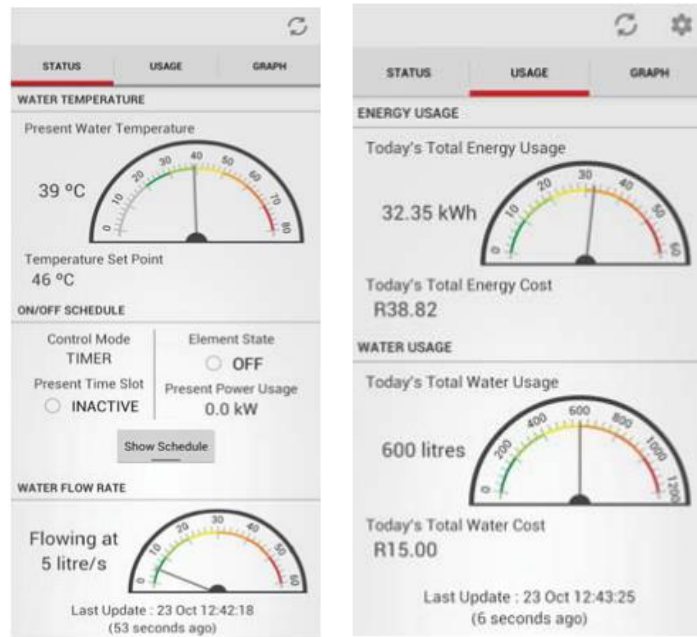 STATUS USAGE GRAPH
WATER TEMPERATURE
Present Water Temperature
39 ºC
0 10 20 30 40 50 60 70 80
Temperature Set Point
46 ºC
ON/OFF SCHEDULE
Control Mode
TIMER
Present Time Slot
INACTIVE
Element State
OFF
Present Power Usage
0.0 kW
Show Schedule
WATER FLOW RATE
Flowing at
5 litre/s
0 10 20 30 40 50 60
Last Update : 23 Oct 12:42:18
(53 seconds ago)
STATUS USAGE GRAPH
ENERGY USAGE
Today's Total Energy Usage
32.35 kWh
0 10 20 30 40 50 60
Today's Total Energy Cost
R38.82
WATER USAGE
Today's Total Water Usage
600 litres
0 200 400 600 800 1000 1200
Today's Total Water Cost
R15.00
Last Update : 23 Oct 12:43:25
(6 seconds ago)